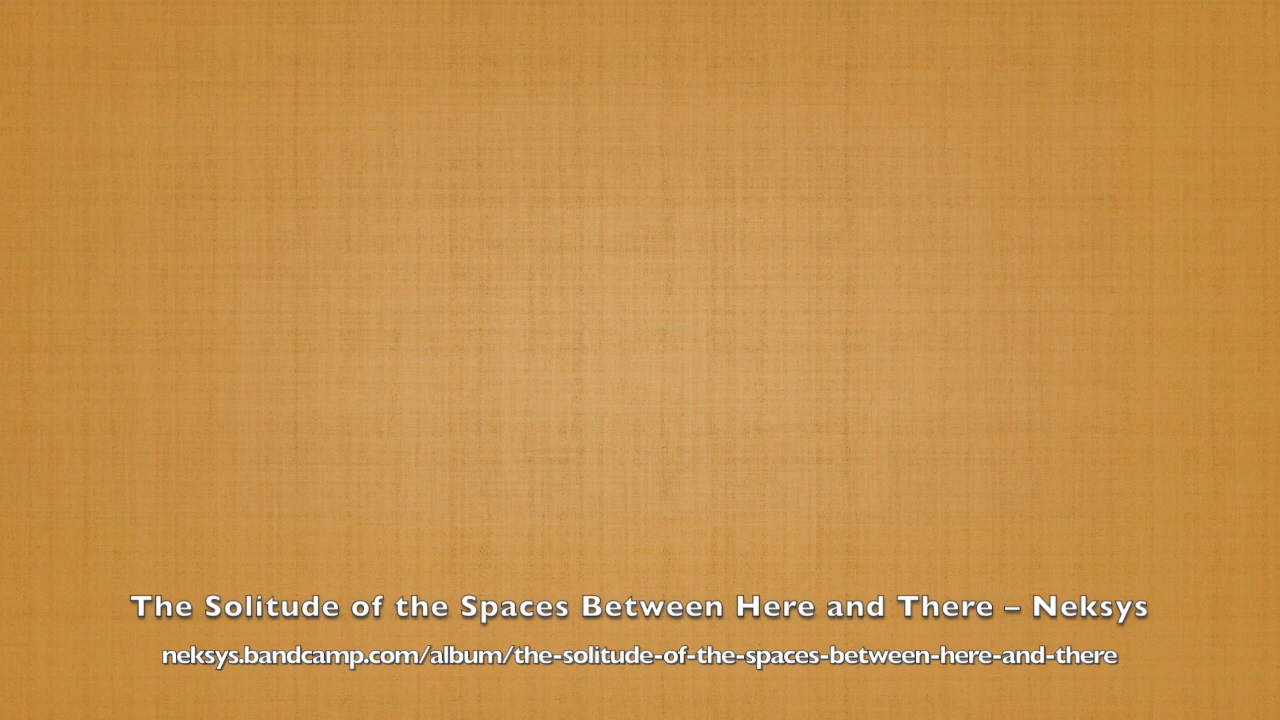 The Solitude of the Spaces Between Here and There – Neksys
neksys.bandcamp.com/album/the-solitude-of-the-spaces-between-here-and-there